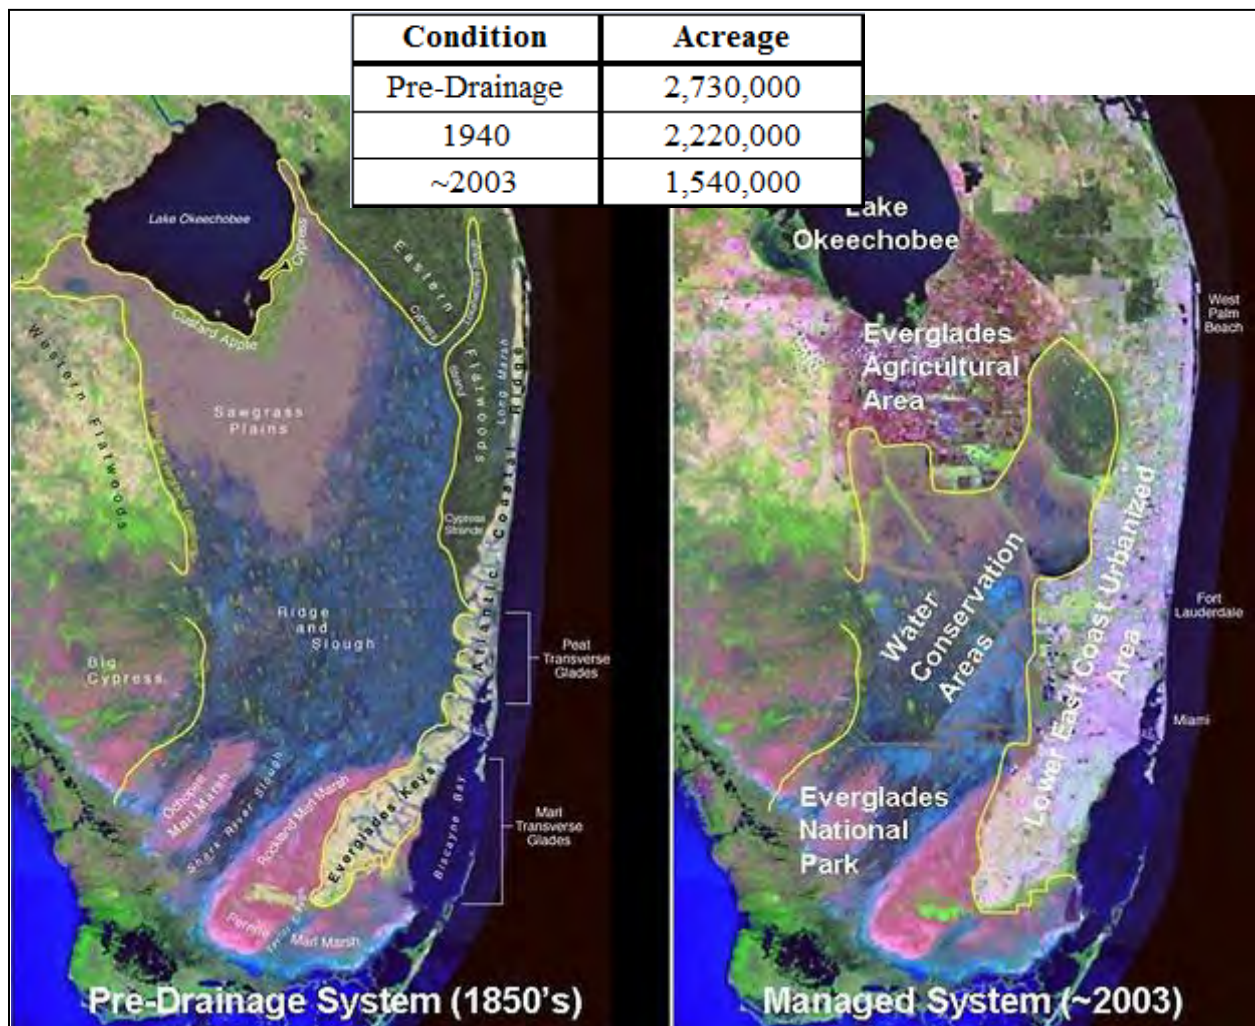 Condition Acreage
Pre-Drainage 2,730,000
1940 2,220,000
~2003 1,540,000
Lake Okeechobee
Cypress
Custard Apple
Eastern
Flatwoods
Cypress
Strand
Long Marsh
Western Flatwoods
Sawgrass
Plains
Atlantic Coastal Ridge
Cypress
Strands
Ridge
and
Slough
Big
Cypress
Peat
Transverse
Glades
Ochopee
Marl Marsh
Shark River Slough
Rockland Marl Marsh
Everglades Keys
Biscayne Bay
Marl
Transverse
Glades
Perrine
Marl Marsh
Pre-Drainage System (1850's)
Lake
Okeechobee
West
Palm
Beach
Everglades
Agricultural
Area
Water
Conservation
Areas
Lower East Coast Urbanized
Area
Fort
Lauderdale
Miami
Everglades
National
Park
Managed System (~2003)